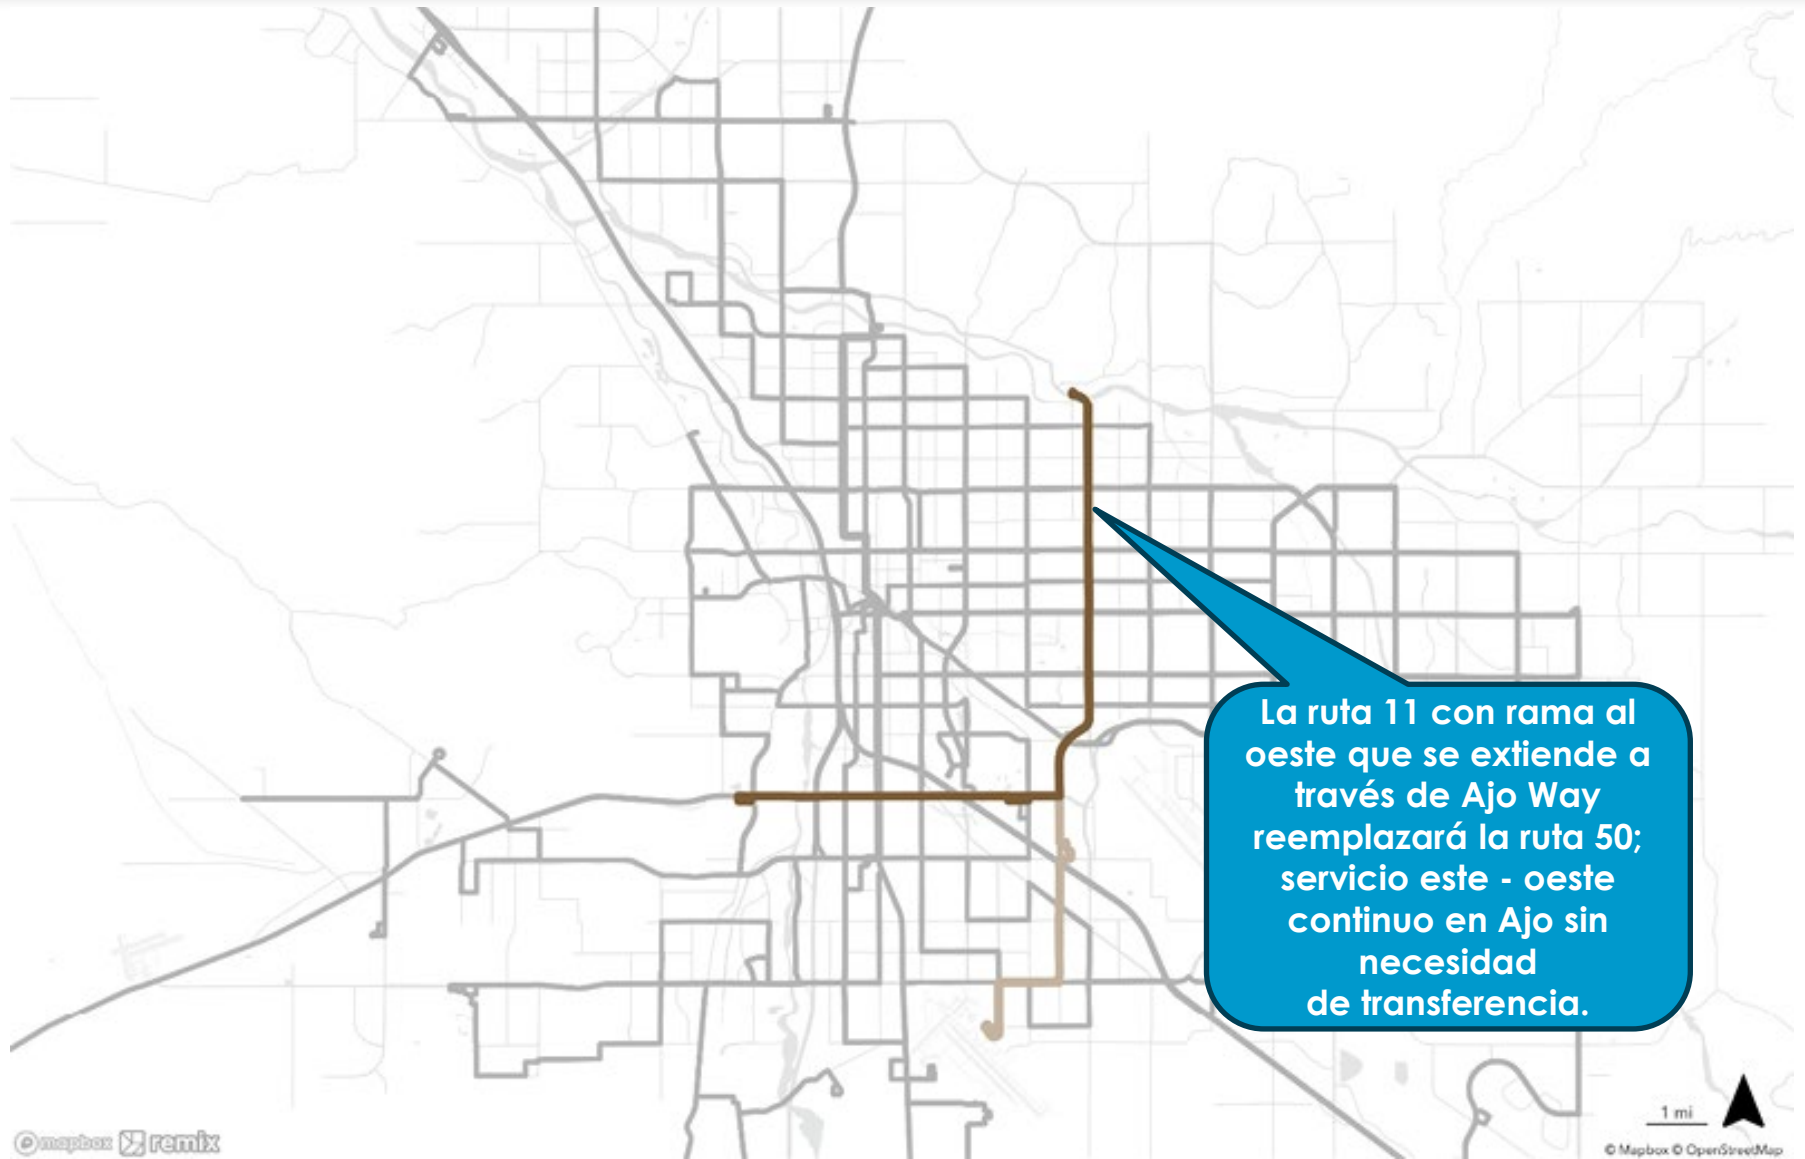 La ruta 11 con rama al
oeste que se extiende a
través de Ajo Way
reemplazará la ruta 50;
servicio este - oeste
continuo en Ajo sin
necesidad
de transferencia.
1 mi
mapbox remix
© Mapbox © OpenStreetMap